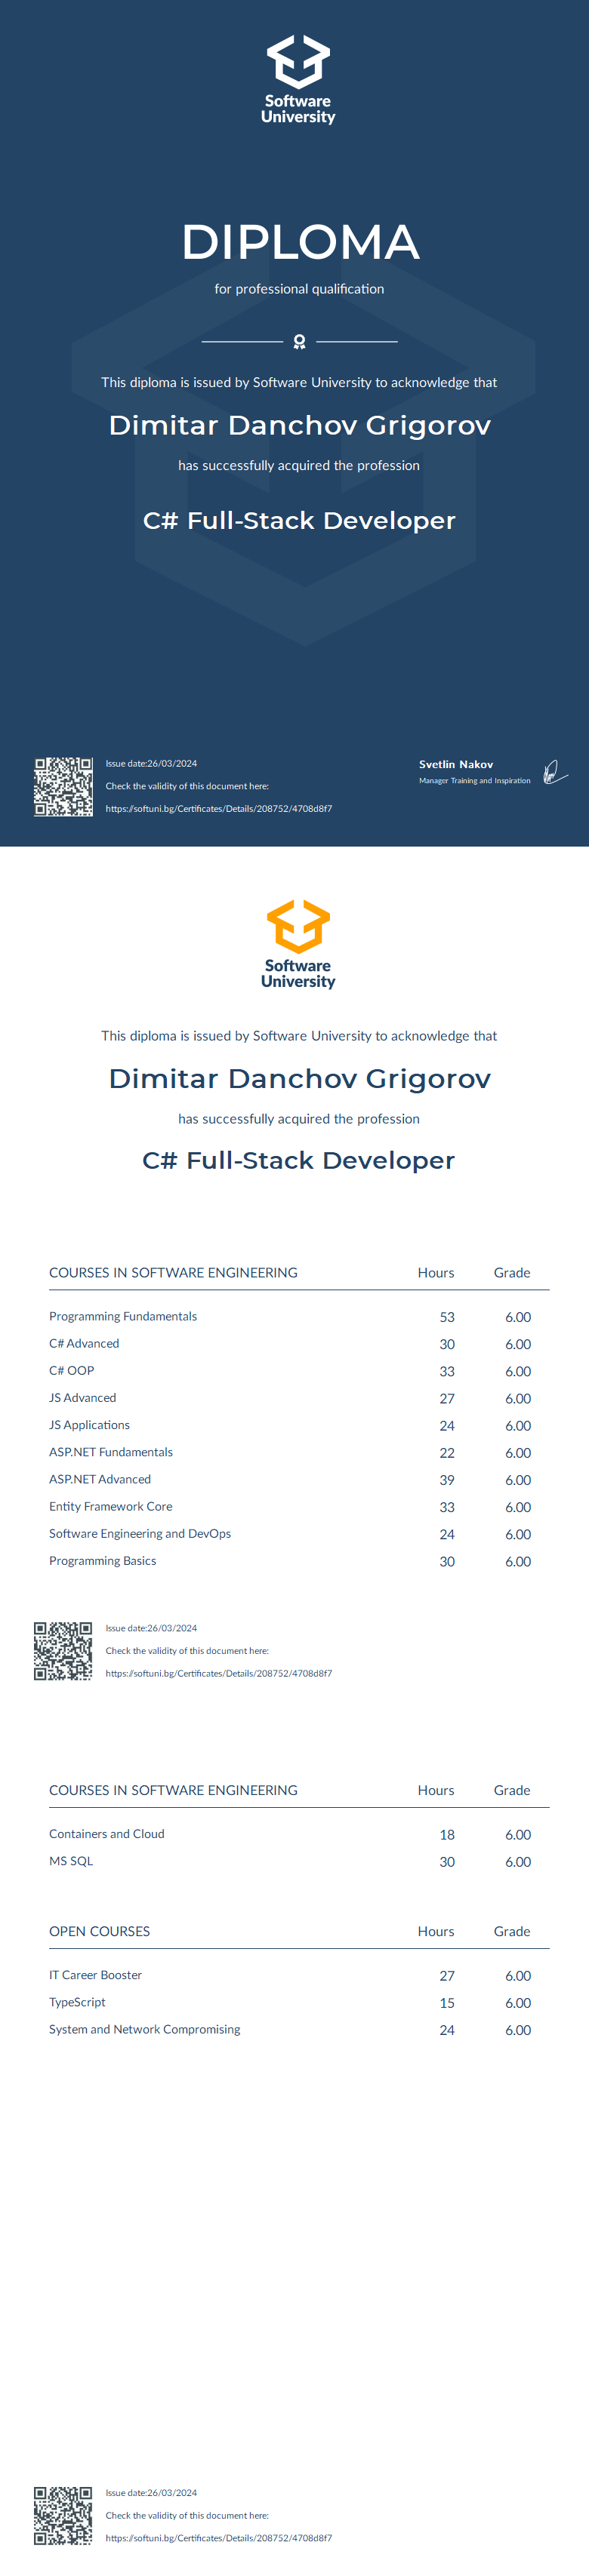 Software
University
DIPLOMA
for professional qualification
This diploma is issued by Software University to acknowledge that
Dimitar Danchov Grigorov
has successfully acquired the profession
C# Full-Stack Developer
Issue date:26/03/2024
Check the validity of this document here:
https://softuni.bg/Certificates/Details/208752/4708d8f7
Svetlin Nakov
Manager Training and Inspiration
Software
University
This diploma is issued by Software University to acknowledge that
Dimitar Danchov Grigorov
has successfully acquired the profession
C# Full-Stack Developer
COURSES IN SOFTWARE ENGINEERING Hours Grade
Programming Fundamentals 53 6.00
C# Advanced 30 6.00
C# OOP 33 6.00
JS Advanced 27 6.00
JS Applications 24 6.00
ASP.NET Fundamentals 22 6.00
ASP.NET Advanced 39 6.00
Entity Framework Core 33 6.00
Software Engineering and DevOps 24 6.00
Programming Basics 30 6.00
Issue date:26/03/2024
Check the validity of this document here:
https://softuni.bg/Certificates/Details/208752/4708d8f7
COURSES IN SOFTWARE ENGINEERING Hours Grade
Containers and Cloud 18 6.00
MS SQL 30 6.00
OPEN COURSES Hours Grade
IT Career Booster 27 6.00
TypeScript 15 6.00
System and Network Compromising 24 6.00
Issue date:26/03/2024
Check the validity of this document here:
https://softuni.bg/Certificates/Details/208752/4708d8f7